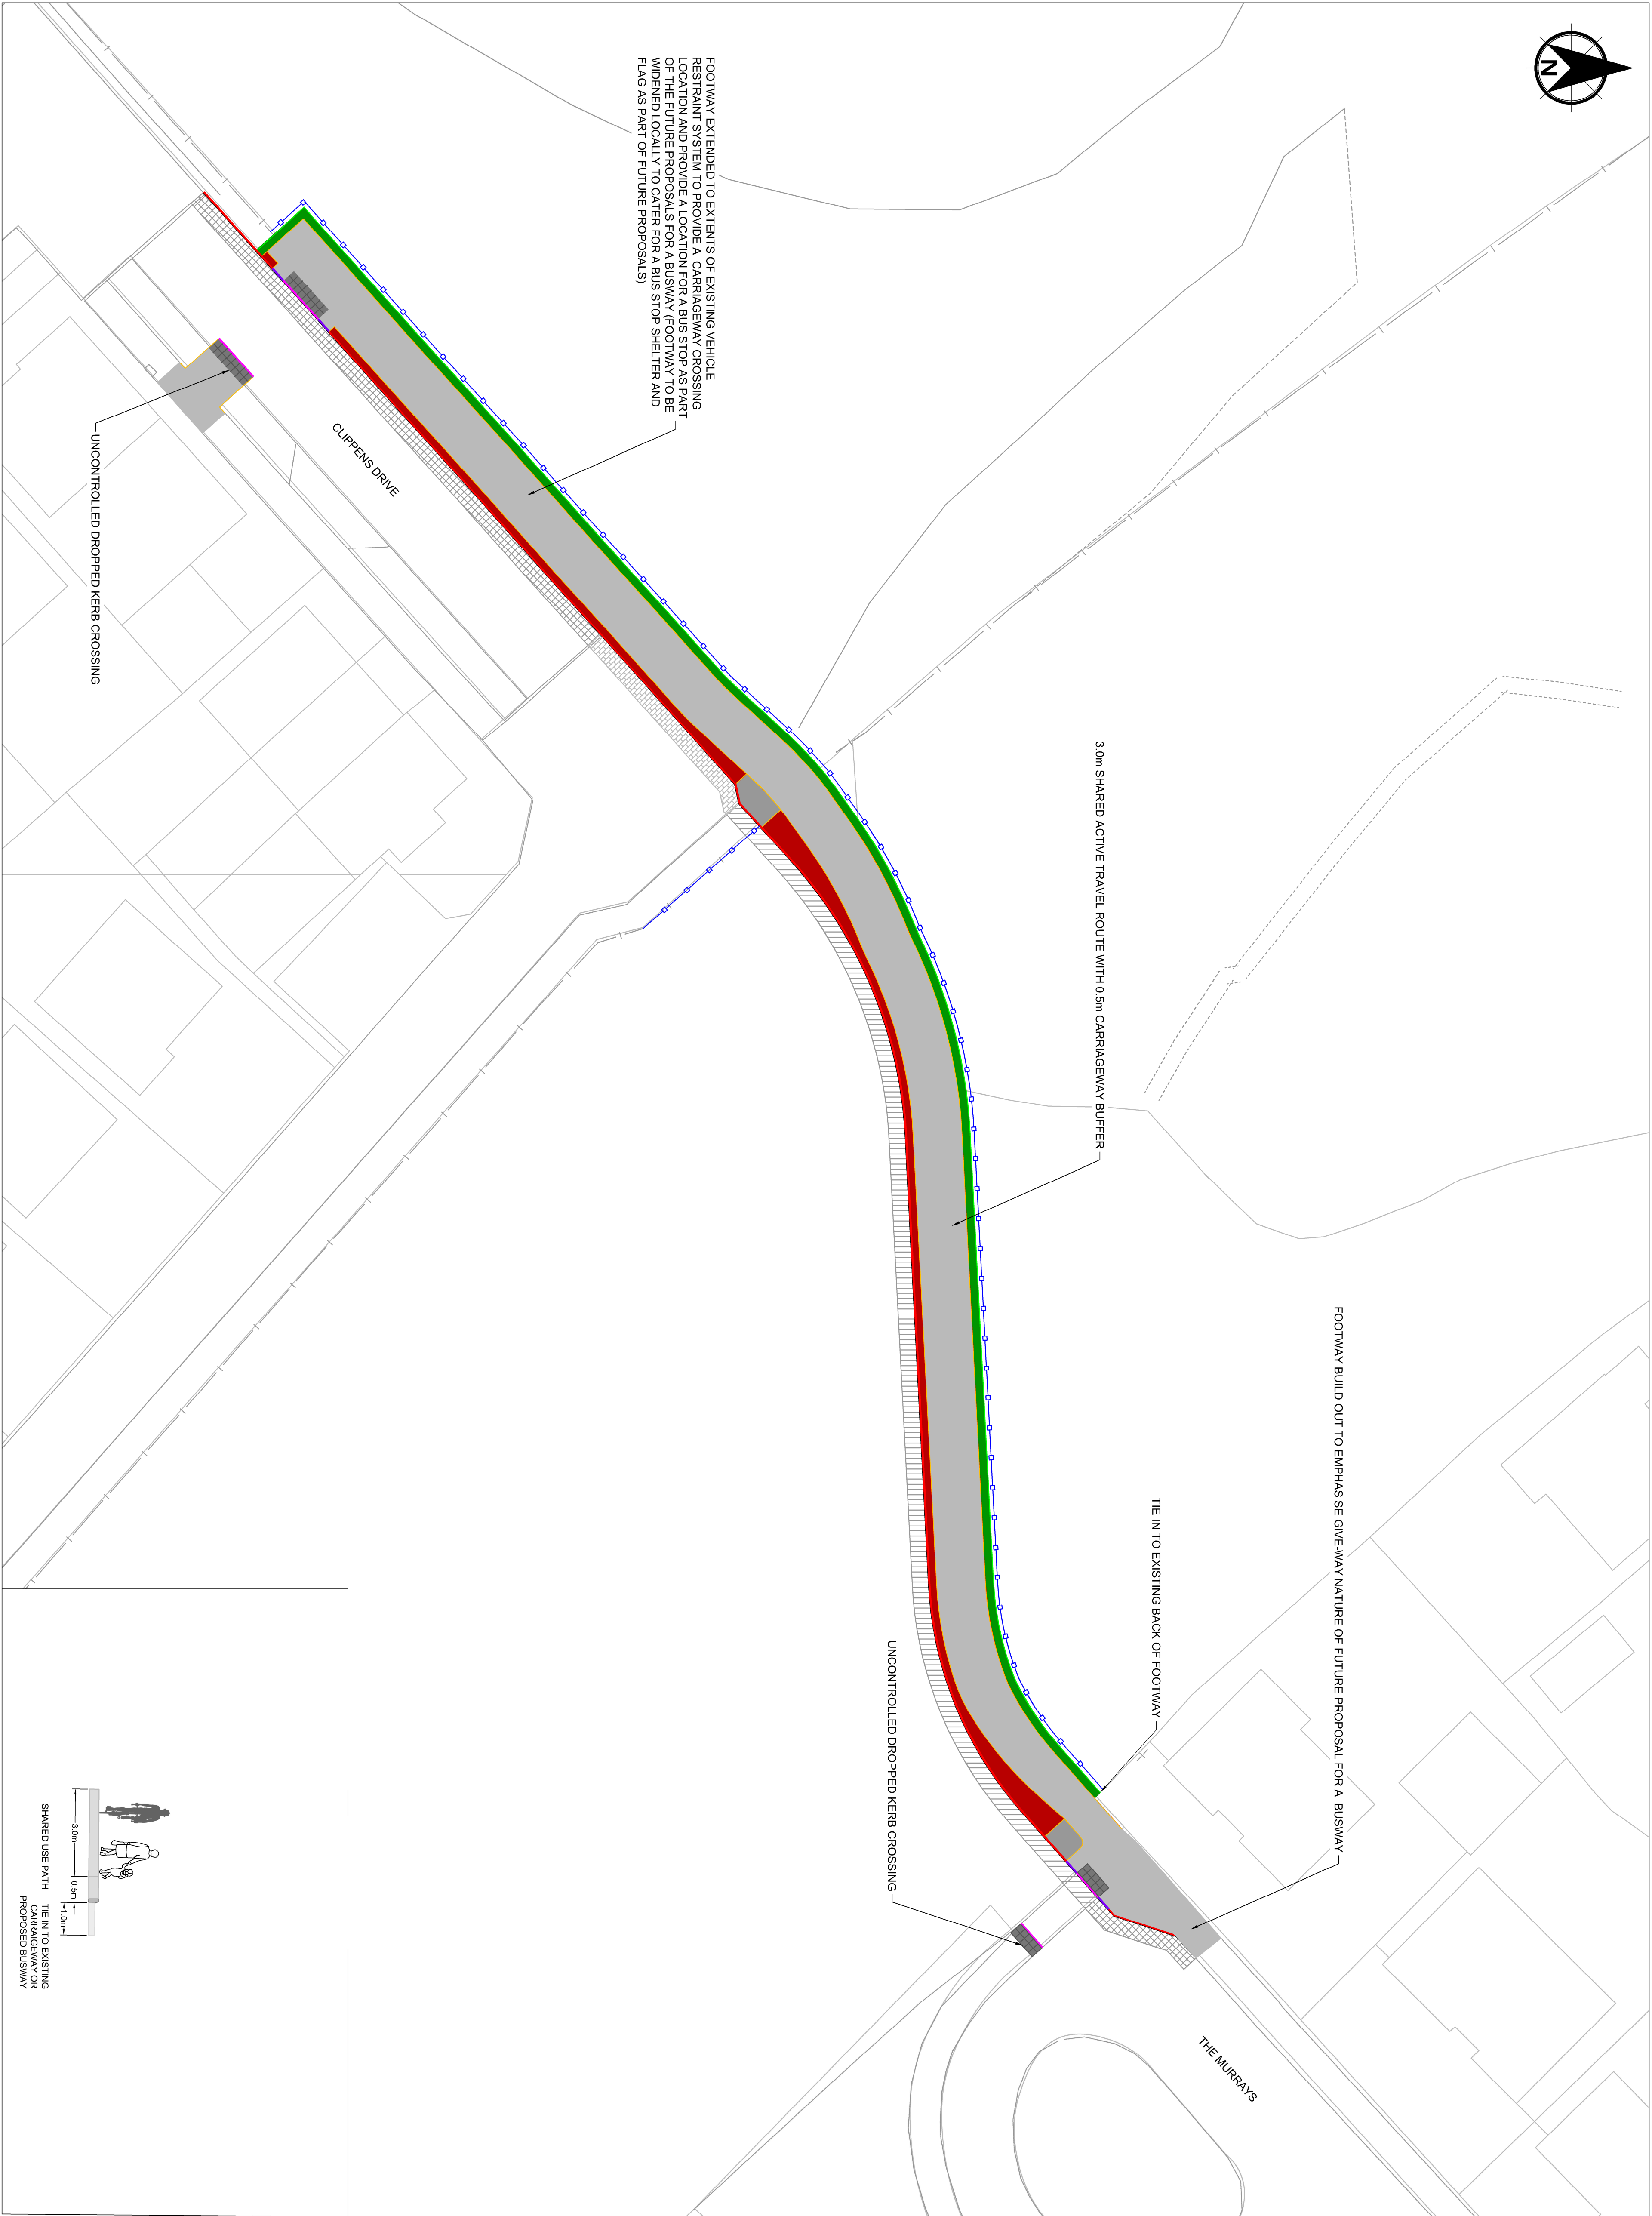 N
FOOTWAY EXTENDED TO EXTENTS OF EXISTING VEHICLE
RESTRAINT SYSTEM TO PROVIDE A CARRIAGEWAY CROSSING
LOCATION AND PROVIDE A LOCATION FOR A BUS STOP AS PART
OF THE FUTURE PROPOSALS FOR A BUSWAY (FOOTWAY TO BE
WIDENED LOCALLY TO CATER FOR A BUS STOP SHELTER AND
FLAG AS PART OF FUTURE PROPOSALS)
CLIPPENS DRIVE
UNCONTROLLED DROPPED KERB CROSSING
3.0m SHARED ACTIVE TRAVEL ROUTE WITH 0.5m CARRIAGEWAY BUFFER
FOOTWAY BUILD OUT TO EMPHASISE GIVE-WAY NATURE OF FUTURE PROPOSAL FOR A BUSWAY
TIE IN TO EXISTING BACK OF FOOTWAY
UNCONTROLLED DROPPED KERB CROSSING
THE MURRAYS
3.0m
0.5m
1.0m
SHARED USE PATH
TIE IN TO EXISTING
CARRAIGEWAY OR
PROPOSED BUSWAY